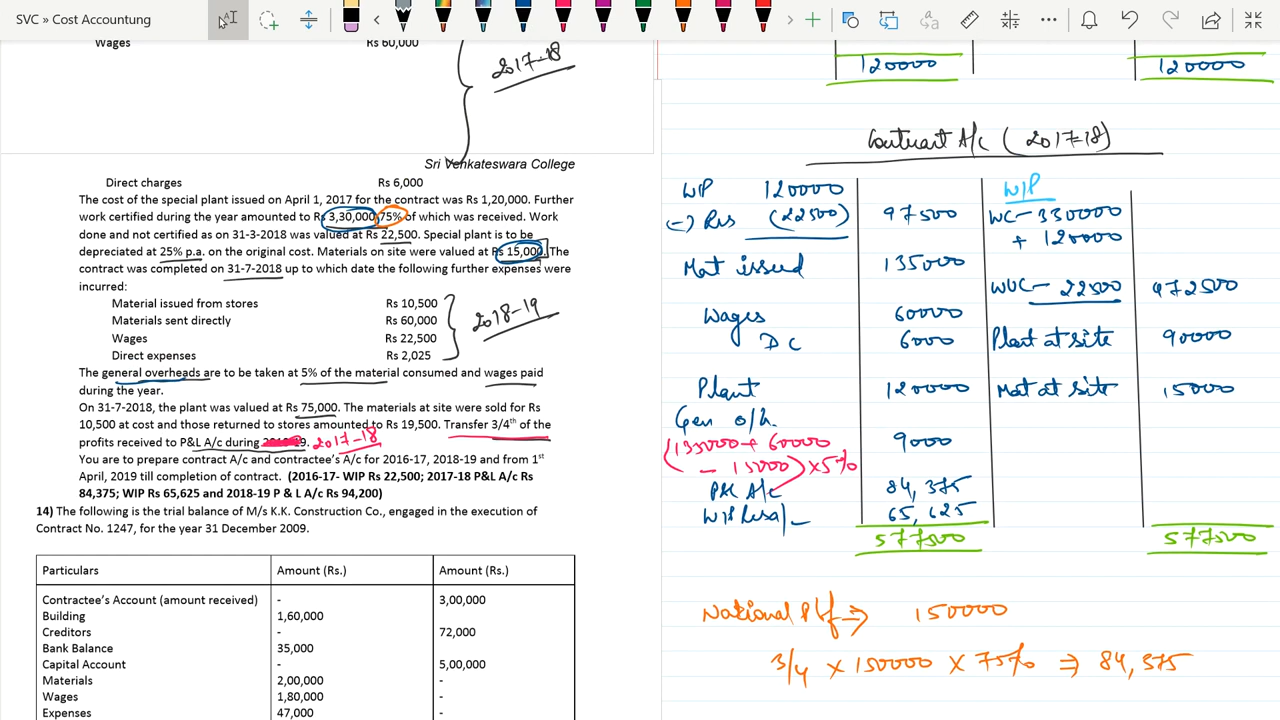 SVC » Cost Accountung
Wages Rs 60,000
2017-18
Sri Venkateswara College
Direct charges Rs 6,000
The cost of the special plant issued on April 1, 2017 for the contract was Rs 1,20,000. Further
work certified during the year amounted to Rs 3,30,000, 75% of which was received. Work
done and not certified as on 31-3-2018 was valued at Rs 22,500. Special plant is to be
depreciated at 25% p.a. on the original cost. Materials on site were valued at Rs 15,000. The
contract was completed on 31-7-2018 up to which date the following further expenses were
incurred:
Material issued from stores Rs 10,500
Materials sent directly Rs 60,000
Wages Rs 22,500
Direct expenses Rs 2,025
2018-19
The general overheads are to be taken at 5% of the material consumed and wages paid
during the year.
On 31-7-2018, the plant was valued at Rs 75,000. The materials at site were sold for Rs
10,500 at cost and those returned to stores amounted to Rs 19,500. Transfer 3/4th of the
profits received to P&L A/c during 9. 2017-18
You are to prepare contract A/c and contractee's A/c for 2016-17, 2018-19 and from 1st
April, 2019 till completion of contract. (2016-17- WIP Rs 22,500; 2017-18 P&L A/c Rs
84,375; WIP Rs 65,625 and 2018-19 P & L A/c Rs 94,200)
14) The following is the trial balance of M/s K.K. Construction Co., engaged in the execution of
Contract No. 1247, for the year 31 December 2009.
Particulars Amount (Rs.) Amount (Rs.)
Contractee's Account (amount received) - 3,00,000
Building 1,60,000
Creditors - 72,000
Bank Balance 35,000
Capital Account - 5,00,000
Materials 2,00,000 -
Wages 1,80,000 -
Expenses 47,000 -
120000 120000
Contract A/c (2017-18)
WIP 120000 WIP
(-) Res (22500) 97500 WC - 330000
+ 120000
Mat issued 135000
WUC - 22500 472500
Wages 60000
DC 6000 Plant at site 90000
Plant 120000 Mat at site 15000
Gen o/h.
(135000 + 60000 9000
- 15000) x 5%
P&L A/c 84,375
WIP Resa/- 65,625
577500 577500
Notional Pbf ⇒ 150000
3/4 x 150000 x 75% ⇒ 84,375